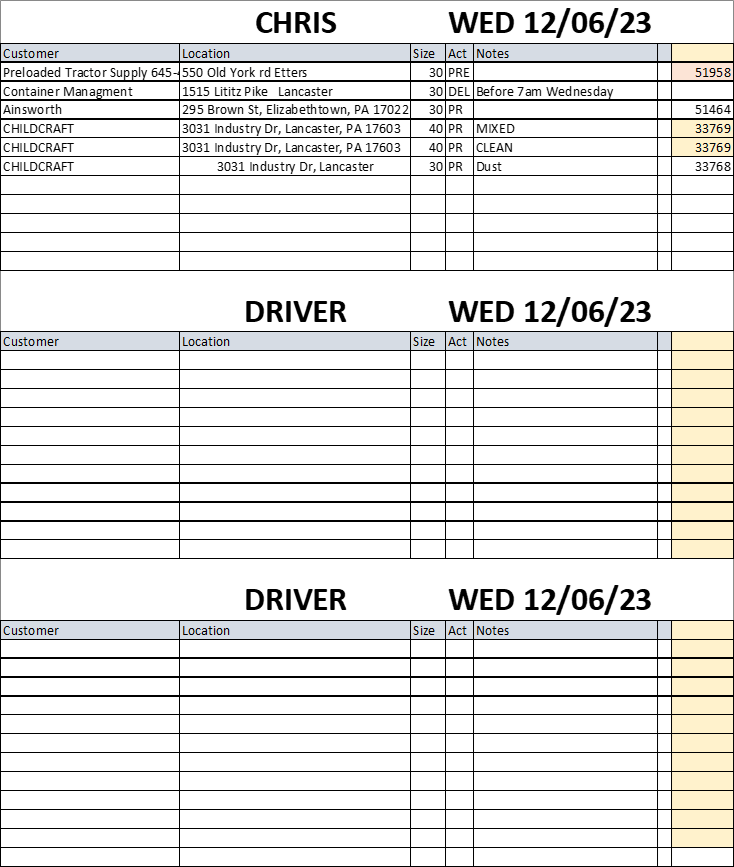 CHRIS WED 12/06/23
Customer Location Size Act Notes
Preloaded Tractor Supply 645- 550 Old York rd Etters 30 PRE 51958
Container Managment 1515 Lititz Pike Lancaster 30 DEL Before 7am Wednesday
Ainsworth 295 Brown St, Elizabethtown, PA 17022 30 PR 51464
CHILDCRAFT 3031 Industry Dr, Lancaster, PA 17603 40 PR MIXED 33769
CHILDCRAFT 3031 Industry Dr, Lancaster, PA 17603 40 PR CLEAN 33769
CHILDCRAFT 3031 Industry Dr, Lancaster 30 PR Dust 33768
DRIVER WED 12/06/23
Customer Location Size Act Notes
DRIVER WED 12/06/23
Customer Location Size Act Notes